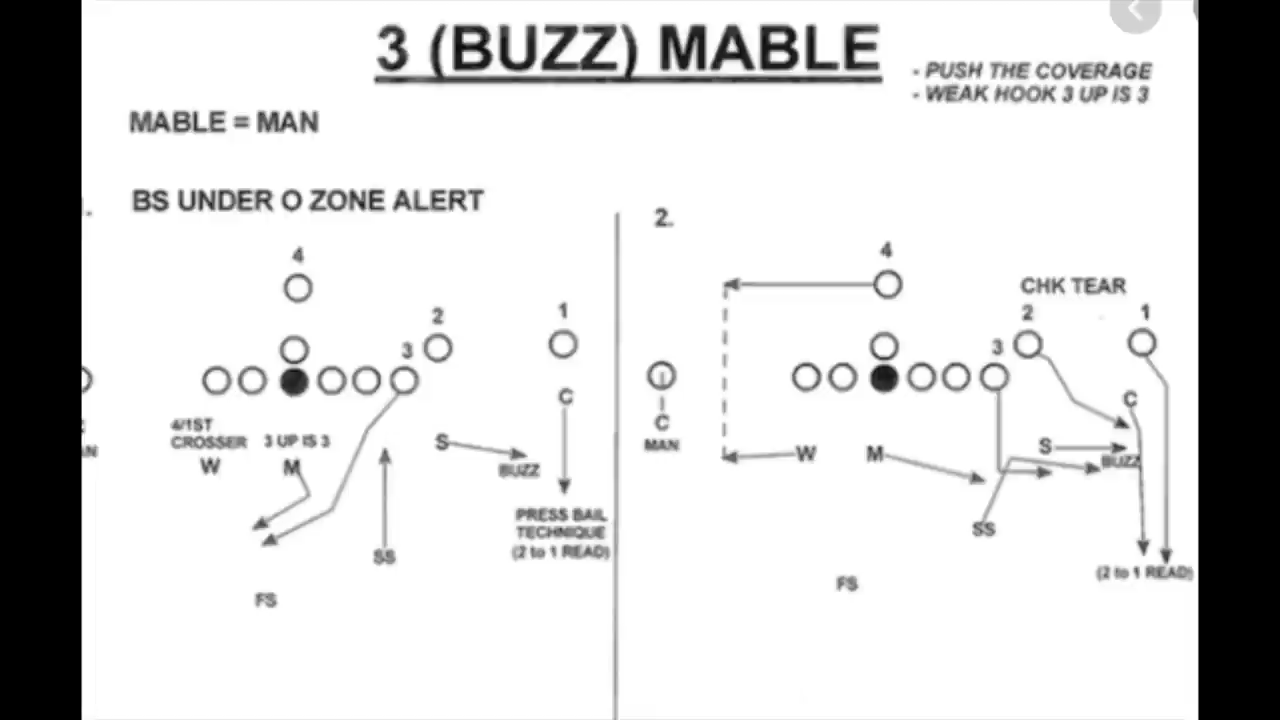 3 (BUZZ) MABLE
- PUSH THE COVERAGE
- WEAK HOOK 3 UP IS 3
MABLE = MAN
BS UNDER O ZONE ALERT
4
2
1
3
C
4/1ST
CROSSER
3 UP IS 3
W
M
S
BUZZ
PRESS BAIL
TECHNIQUE
(2 to 1 READ)
SS
FS
2.
4
CHK TEAR
2
1
3
C
C
MAN
W
M
S
BUZZ
SS
(2 to 1 READ)
FS